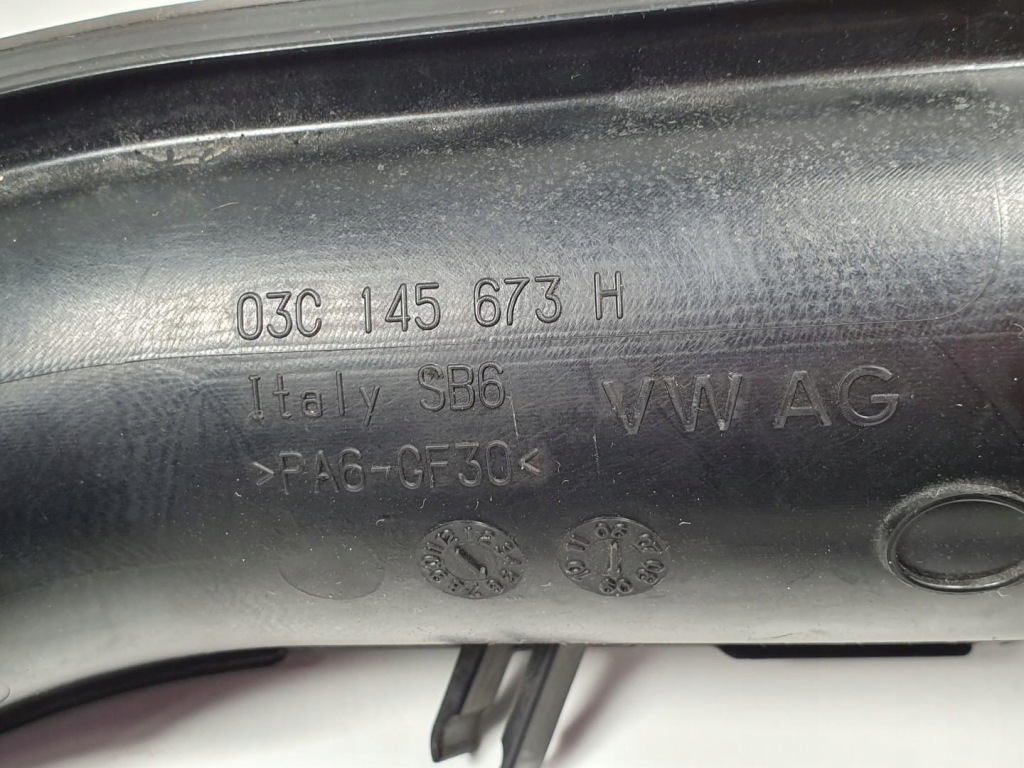 03C 145 673 H
Italy SB6
VW AG
>PA6-GF30<